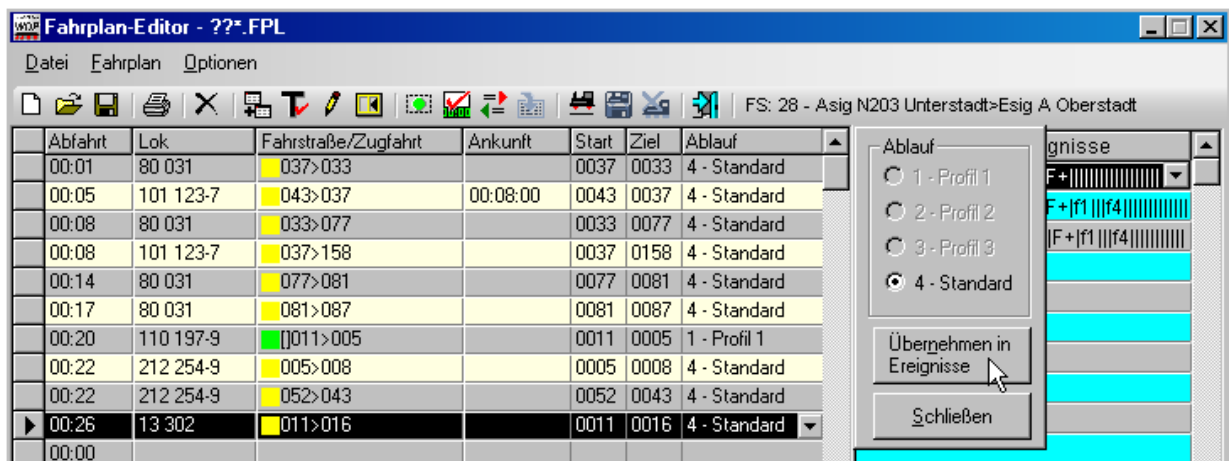 WDP Fahrplan-Editor - ??*.FPL
Datei Fahrplan Optionen
FS: 28 - Asig N203 Unterstadt>Esig A Oberstadt
Abfahrt Lok Fahrstraße/Zugfahrt Ankunft Start Ziel Ablauf
00:01 80 031 037>033 0037 0033 4 - Standard
00:05 101 123-7 043>037 00:08:00 0043 0037 4 - Standard
00:08 80 031 033>077 0033 0077 4 - Standard
00:08 101 123-7 037>158 0037 0158 4 - Standard
00:14 80 031 077>081 0077 0081 4 - Standard
00:17 80 031 081>087 0081 0087 4 - Standard
00:20 110 197-9 []011>005 0011 0005 1 - Profil 1
00:22 212 254-9 005>008 0005 0008 4 - Standard
00:22 212 254-9 052>043 0052 0043 4 - Standard
00:26 13 302 011>016 0011 0016 4 - Standard
00:00
Ablauf
1 - Profil 1
2 - Profil 2
3 - Profil 3
4 - Standard
Übernehmen in
Ereignisse
Schließen
gnisse
F+||||||||||||||||
F+|f1|||f4||||||||||||
|F+|f1|||f4|||||||||||